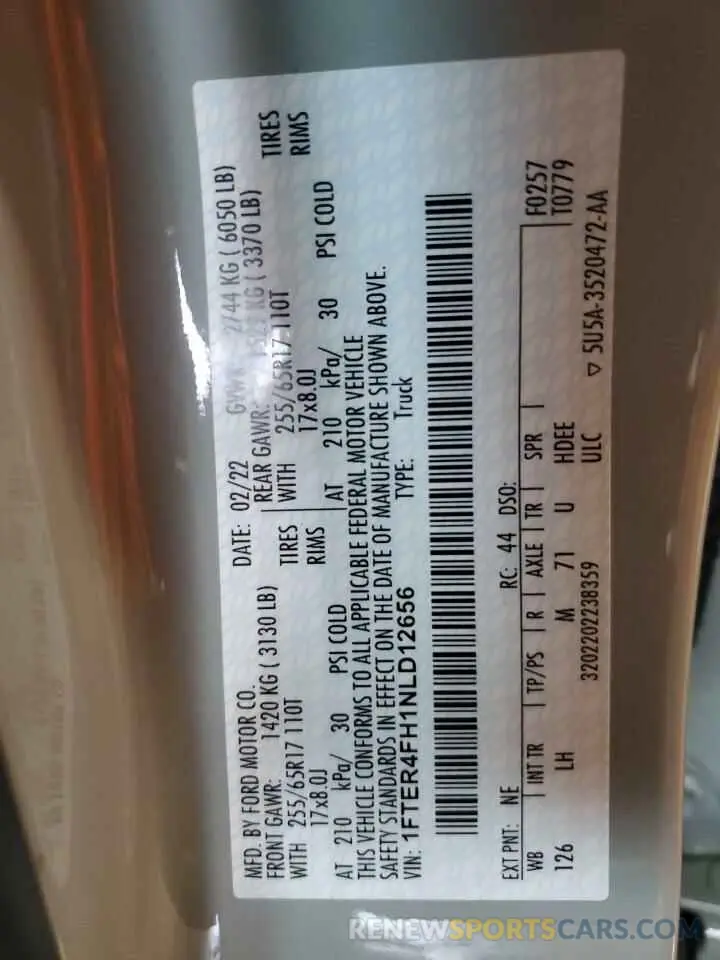 MFD. BY FORD MOTOR CO.
DATE: 02/22
GVWR: 2744 KG ( 6050 LB)
FRONT GAWR: 1420 KG ( 3130 LB)
REAR GAWR: KG ( 3370 LB)
WITH 255/65R17 110T TIRES
WITH 255/65R17 110T TIRES
17x8.0J RIMS
17x8.0J RIMS
AT 210 kPa/ 30 PSI COLD
AT 210 kPa/ 30 PSI COLD
THIS VEHICLE CONFORMS TO ALL APPLICABLE FEDERAL MOTOR VEHICLE
SAFETY STANDARDS IN EFFECT ON THE DATE OF MANUFACTURE SHOWN ABOVE.
VIN: 1FTER4FH1NLD12656 TYPE: Truck
EXT PNT: NE RC: 44 DSO:
WB INT TR TP/PS R AXLE TR SPR F0257
126 LH M 71 U HDEE T0779
3202202238359 ULC
▽ 5U5A-3520472-AA
RENEWSPORTSCARS.COM